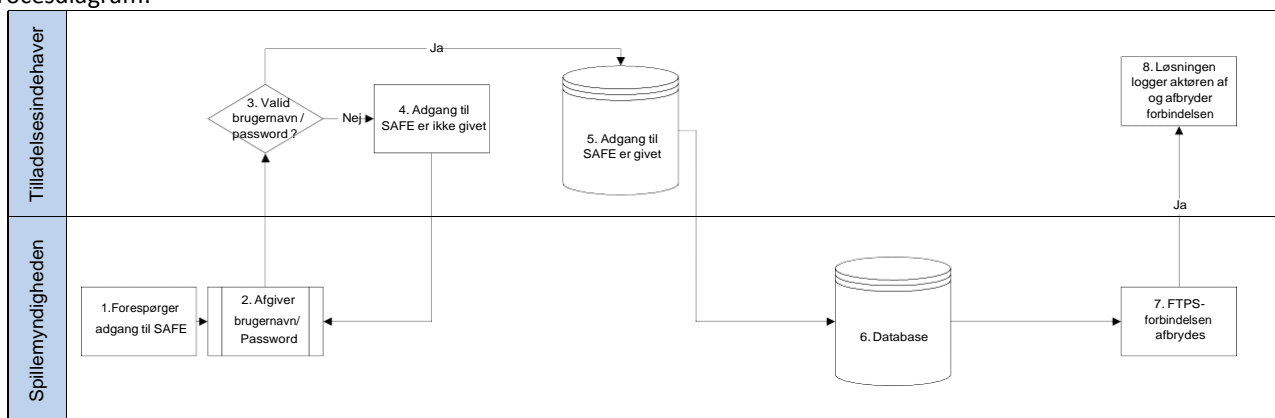 rocesdiagram:
Tilladelsesindehaver
Ja
3. Valid
brugernavn /
password ?
Nej
4. Adgang til
SAFE er ikke givet
5. Adgang til
SAFE er givet
8. Løsningen
logger aktøren af
og afbryder
forbindelsen
Ja
Spillemyndigheden
1.Forespørger
adgang til SAFE
2. Afgiver
brugernavn/
Password
6. Database
7. FTPS-
forbindelsen
afbrydes